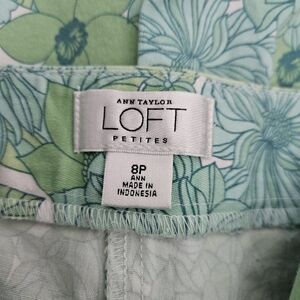 ANN TAYLOR
LOFT
PETITES
8P
ANN
MADE IN
INDONESIA